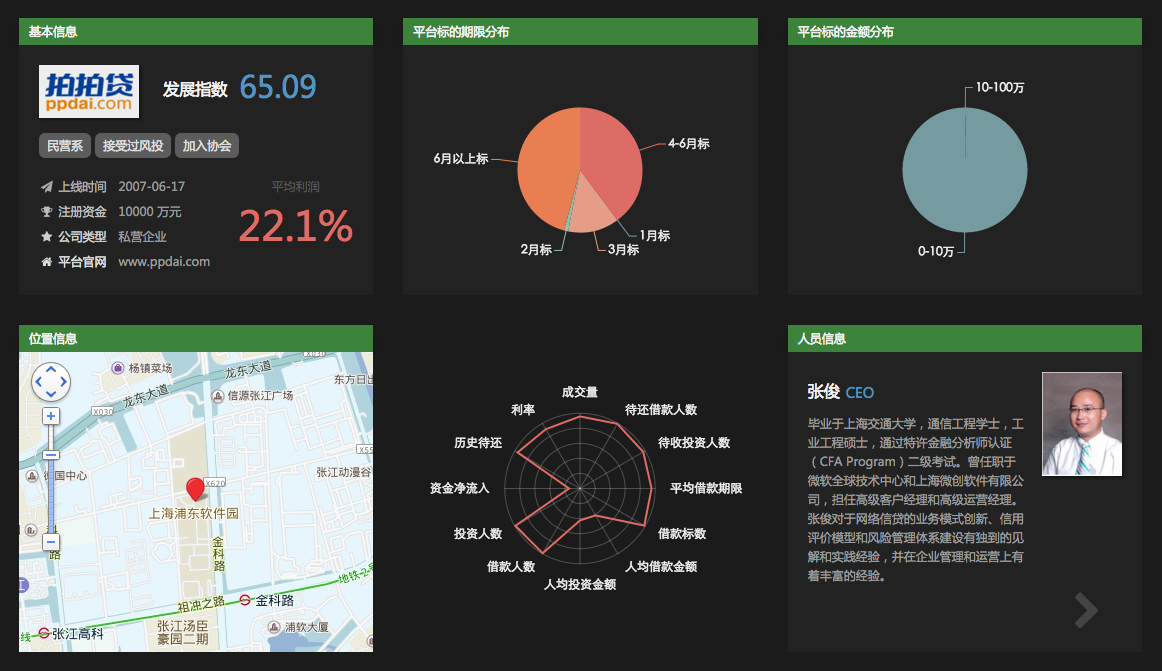 基本信息
拍拍贷
ppdai.com
发展指数 65.09
民营系 接受过风投 加入协会
上线时间 2007-06-17
平均利润
注册资金 10000 万元
22.1%
公司类型 私营企业
平台官网 www.ppdai.com
平台标的期限分布
4-6月标
6月以上标
1月标
2月标
3月标
平台标的金额分布
10-100万
0-10万
位置信息
杨镇菜场
X030
龙东大道
东方日出
信源张江广场
龙东大道
X030
X55
德国中心
张江动漫谷
X620
上海浦东软件园
金科路
科
路
地铁2号
祖冲之路
金科路
线
张江高科
张江汤臣
豪园二期
浦软大厦
成交量
利率
待还借款人数
历史待还
待收投资人数
资金净流入
平均借款期限
投资人数
借款标数
借款人数
人均借款金额
人均投资金额
人员信息
张俊 CEO
毕业于上海交通大学，通信工程学士，工
业工程硕士，通过特许金融分析师认证
（CFA Program）二级考试。曾任职于
微软全球技术中心和上海微创软件有限公
司，担任高级客户经理和高级运营经理。
张俊对于网络信贷的业务模式创新、信用
评价模型和风险管理体系建设有独到的见
解和实践经验，并在企业管理和运营上有
着丰富的经验。